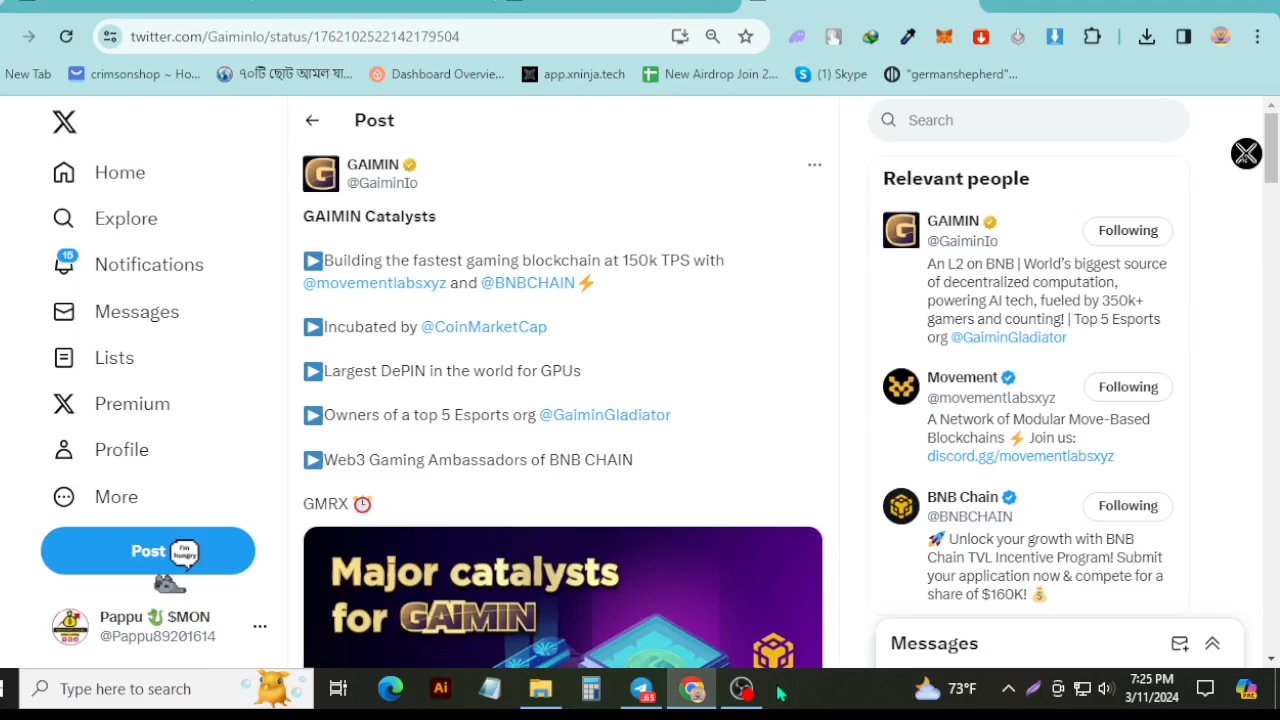 twitter.com/GaiminIo/status/1762102522142179504
New Tab
crimsonshop ~ Ho...
৭০টি ছোট আমল যা...
Dashboard Overvie...
app.xninja.tech
New Airdrop Join 2...
(1) Skype
"germanshepherd"...
Home
Explore
15
Notifications
Messages
Lists
Premium
Profile
More
Post
I'm hungry
Pappu 🐉 $MON
@Pappu89201614
Post
GAIMIN
@GaiminIo
GAIMIN Catalysts
▶️Building the fastest gaming blockchain at 150k TPS with
@movementlabsxyz and @BNBCHAIN⚡
▶️Incubated by @CoinMarketCap
▶️Largest DePIN in the world for GPUs
▶️Owners of a top 5 Esports org @GaiminGladiator
▶️Web3 Gaming Ambassadors of BNB CHAIN
GMRX ⏰
Major catalysts
for GAIMIN
Search
Relevant people
GAIMIN
@GaiminIo
Following
An L2 on BNB | World's biggest source
of decentralized computation,
powering AI tech, fueled by 350k+
gamers and counting! | Top 5 Esports
org @GaiminGladiator
Movement
@movementlabsxyz
Following
A Network of Modular Move-Based
Blockchains ⚡ Join us:
discord.gg/movementlabsxyz
BNB Chain
@BNBCHAIN
Following
🚀 Unlock your growth with BNB
Chain TVL Incentive Program! Submit
your application now & compete for a
share of $160K! 💰
Messages
Type here to search
Ai
73°F
7:25 PM
3/11/2024